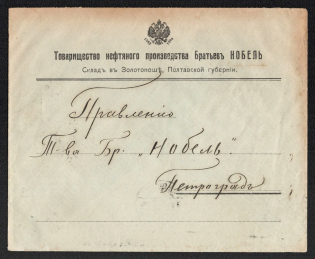 Товарищество нефтяного производства Братьевъ НОБЕЛЬ
Складъ въ Золотоношѣ, Полтавской губерніи.
Правленію
Т-ва Бр. „Нобель".
Петроградъ